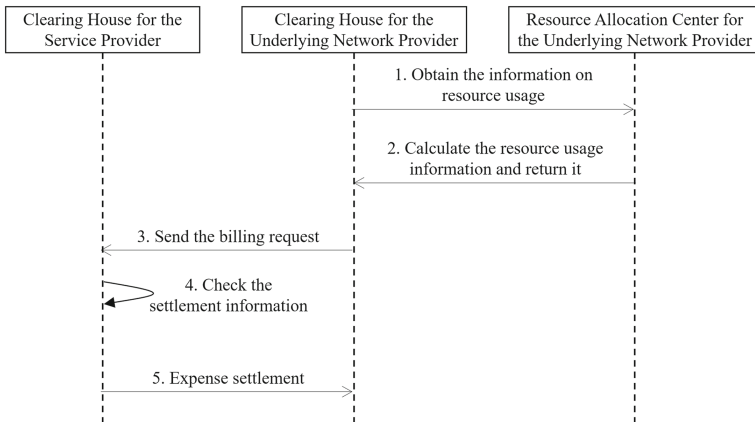 Clearing House for the
Service Provider
Clearing House for the
Underlying Network Provider
Resource Allocation Center for
the Underlying Network Provider
1. Obtain the information on
resource usage
2. Calculate the resource usage
information and return it
3. Send the billing request
4. Check the
settlement information
5. Expense settlement